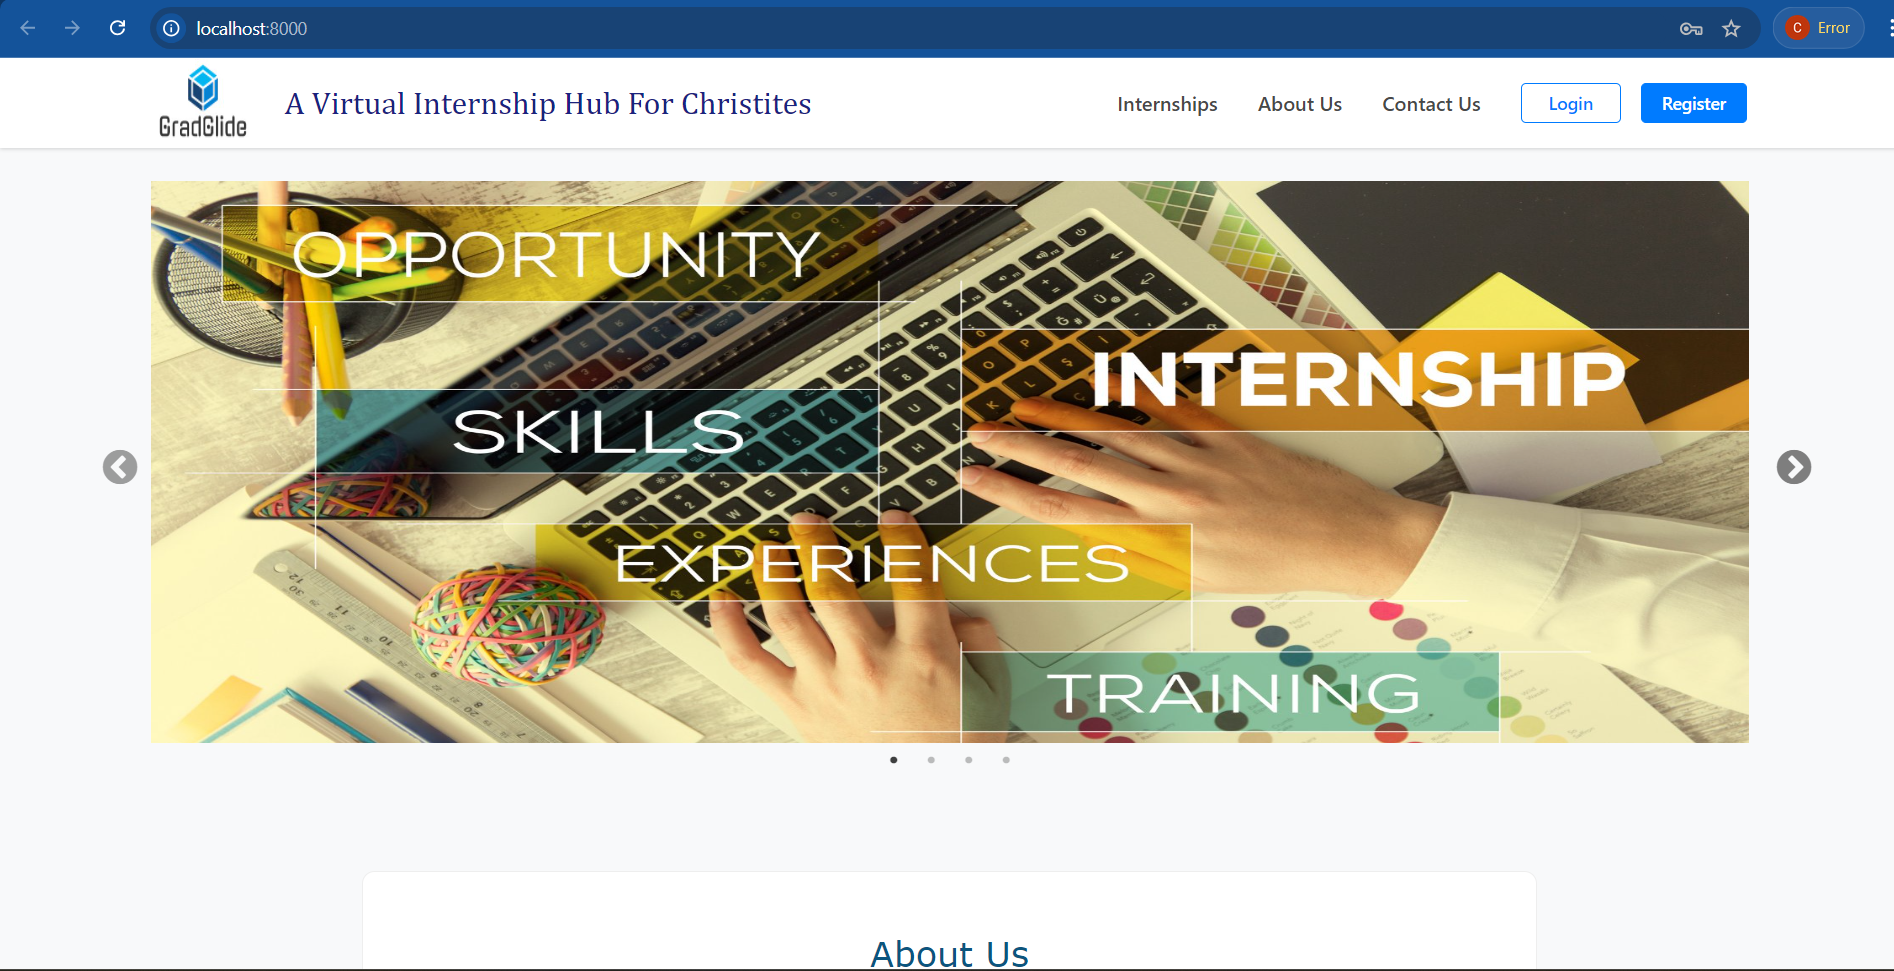 localhost:8000
C Error
GradGlide
A Virtual Internship Hub For Christites
Internships About Us Contact Us Login Register
OPPORTUNITY
INTERNSHIP
SKILLS
EXPERIENCES
TRAINING
About Us